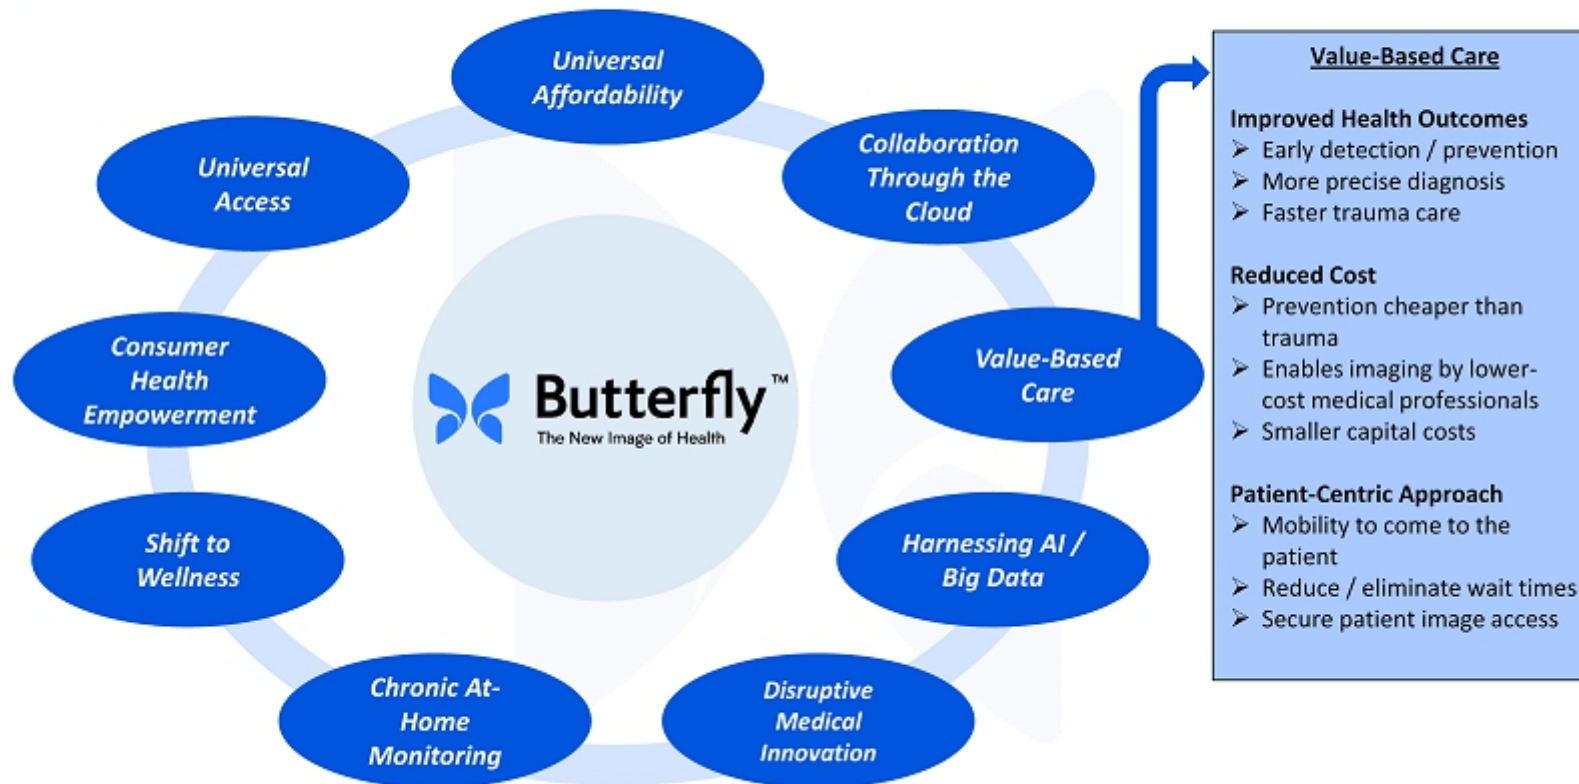 Universal
Affordability
Collaboration
Through the
Cloud
Value-Based
Care
Harnessing AI /
Big Data
Disruptive
Medical
Innovation
Chronic At-
Home
Monitoring
Shift to
Wellness
Consumer
Health
Empowerment
Universal
Access
Butterfly™
The New Image of Health
Value-Based Care
Improved Health Outcomes
➢ Early detection / prevention
➢ More precise diagnosis
➢ Faster trauma care
Reduced Cost
➢ Prevention cheaper than
trauma
➢ Enables imaging by lower-
cost medical professionals
➢ Smaller capital costs
Patient-Centric Approach
➢ Mobility to come to the
patient
➢ Reduce / eliminate wait times
➢ Secure patient image access